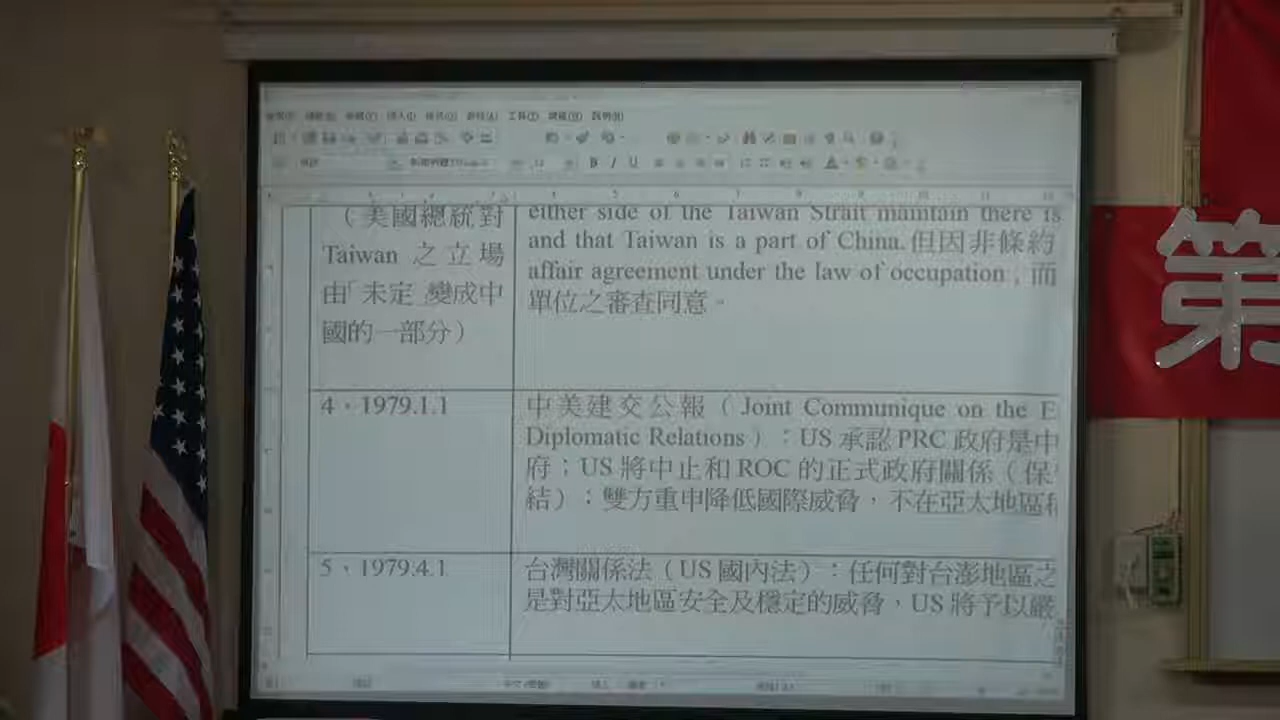 （美國總統對
Taiwan 之立場
由「未定」變成中
國的一部分）
either side of the Taiwan Strait maintain there is
and that Taiwan is a part of China. 但因非條約
affair agreement under the law of occupation，而
單位之審查同意。
4、1979.1.1
中美建交公報（Joint Communique on the E
Diplomatic Relations）：US 承認 PRC 政府是中
府；US 將中止和 ROC 的正式政府關係（保
結）；雙方重申降低國際威脅，不在亞太地區
5、1979.4.1
台灣關係法（US 國內法）：任何對台澎地區之
是對亞太地區安全及穩定的威脅，US 將予以嚴
B I U
第